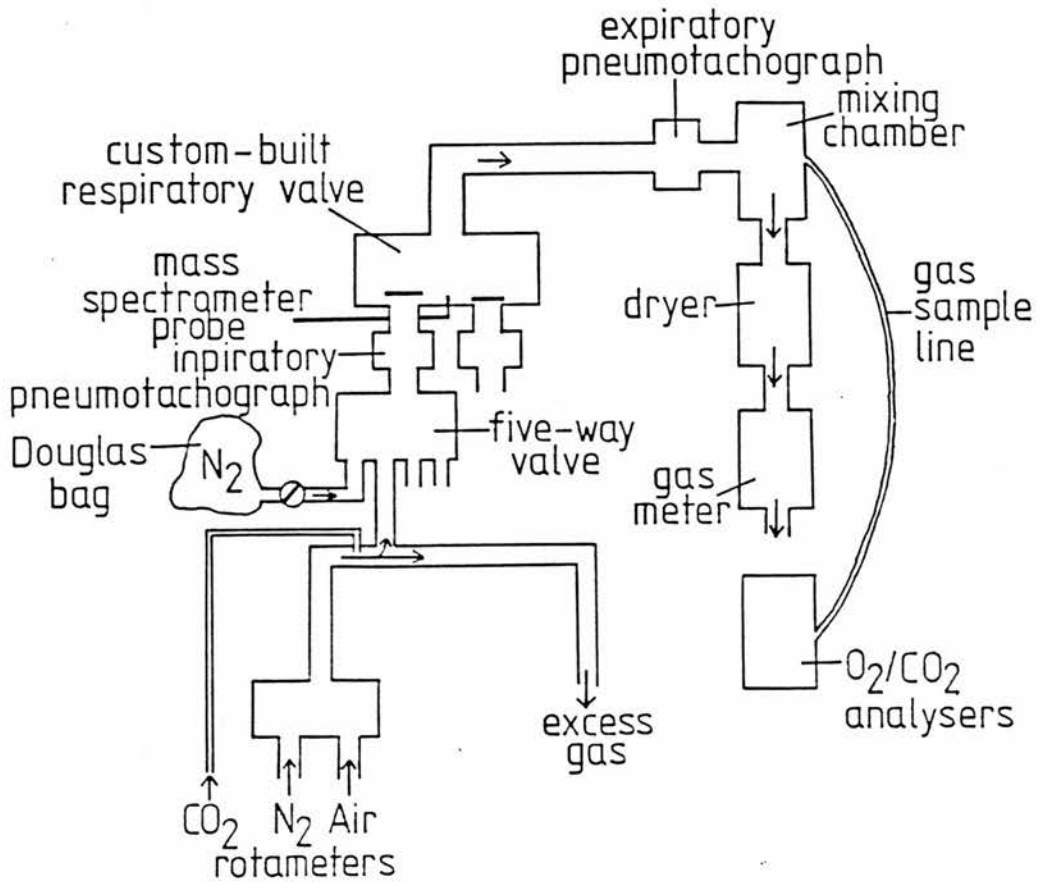 expiratory
pneumotachograph
mixing
chamber
custom-built
respiratory valve
mass
spectrometer
probe
inpiratory
pneumotachograph
Douglas
bag
N2
five-way
valve
dryer
gas
sample
line
gas
meter
O2/CO2
analysers
excess
gas
CO2 N2 Air
rotameters